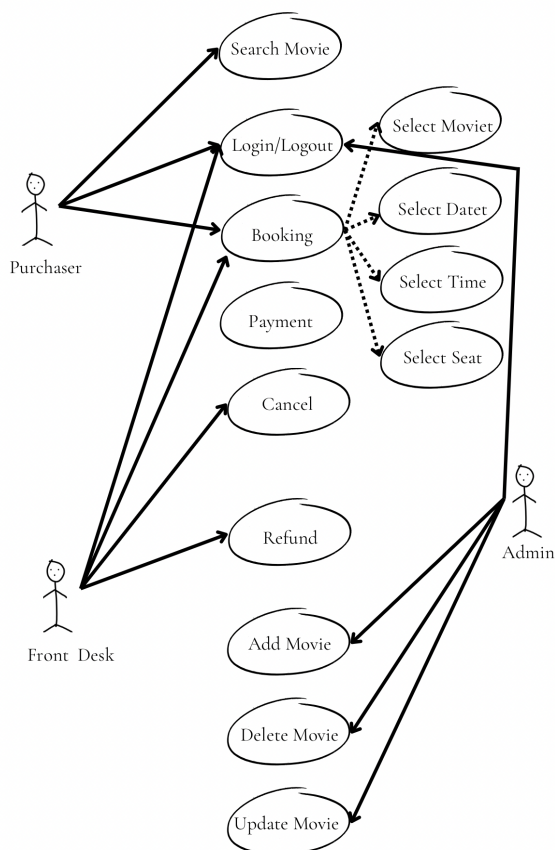 Search Movie
Select Moviet
Login/Logout
Select Datet
Booking
Purchaser
Select Time
Payment
Select Seat
Cancel
Refund
Admin
Add Movie
Front Desk
Delete Movie
Update Movie